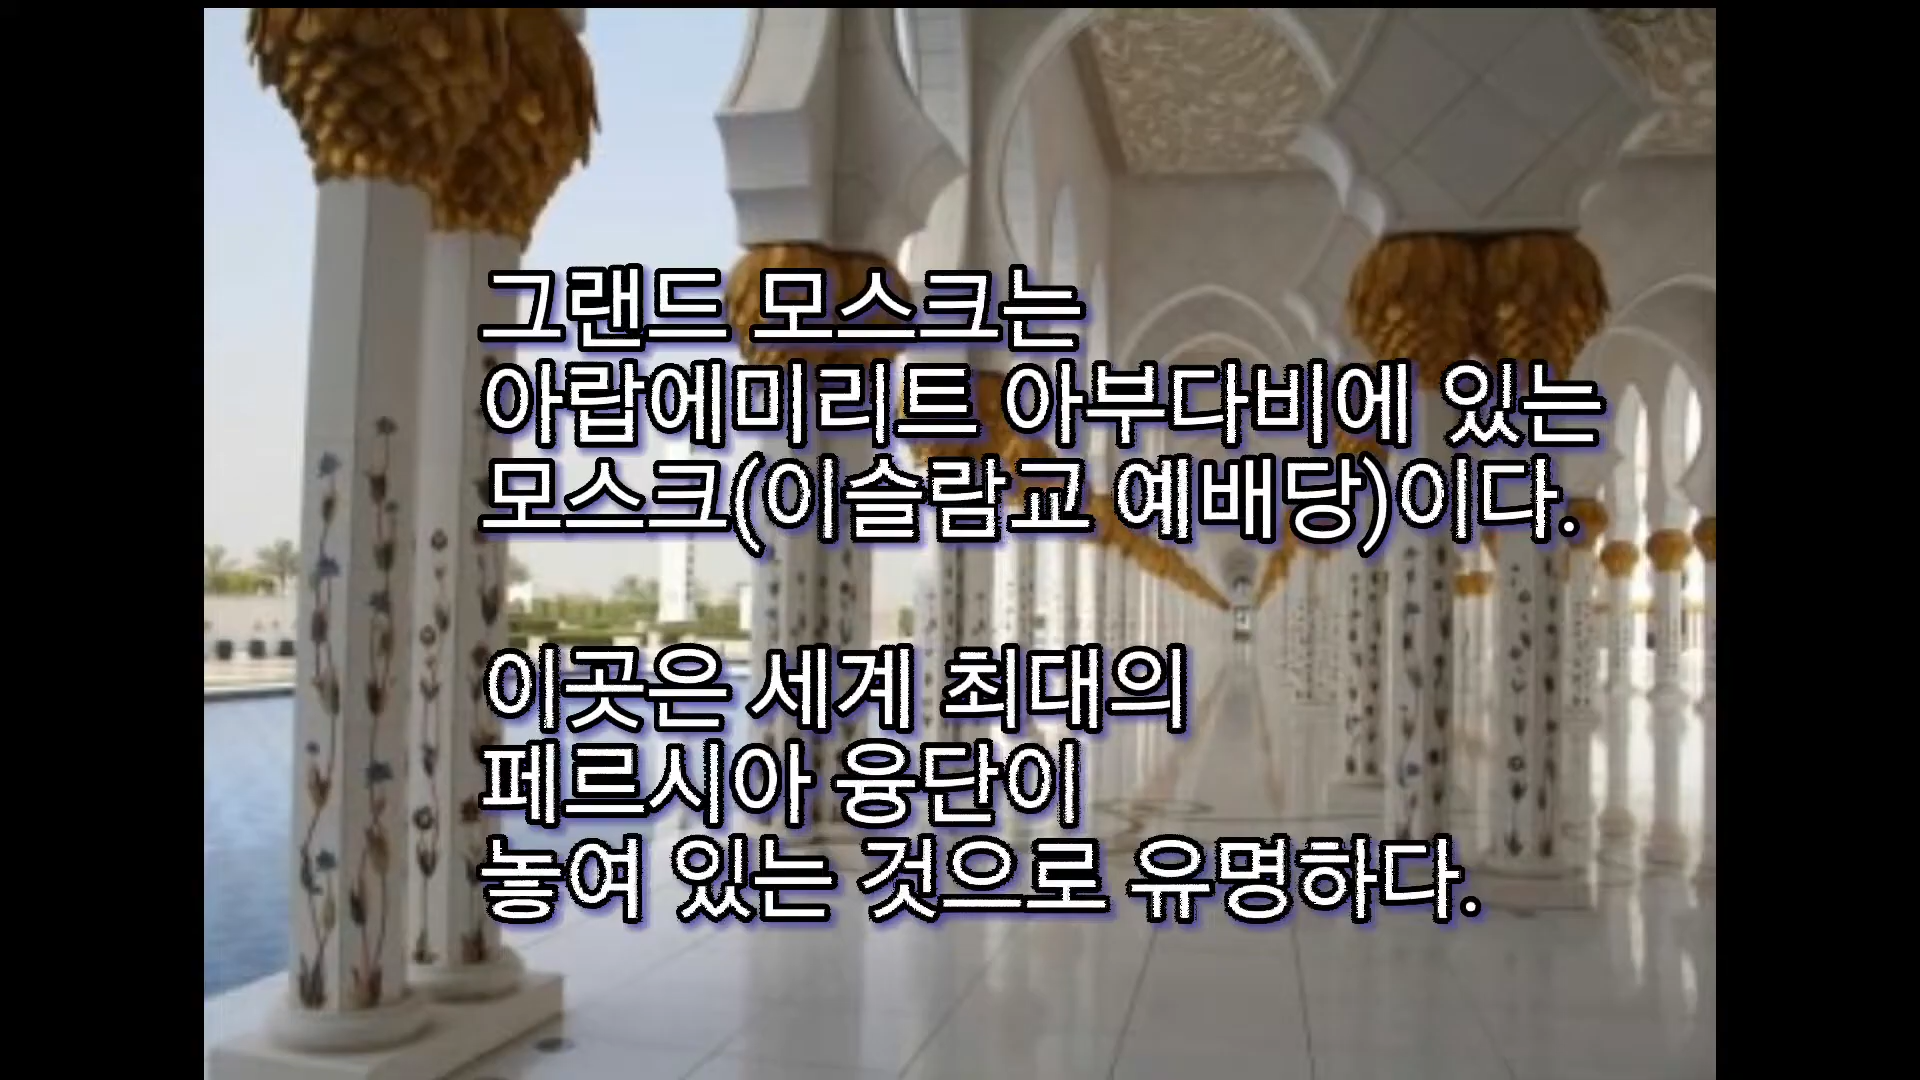 그랜드 모스크는
아랍에미리트 아부다비에 있는
모스크(이슬람교 예배당)이다.
이곳은 세계 최대의
페르시아 융단이
놓여 있는 것으로 유명하다.